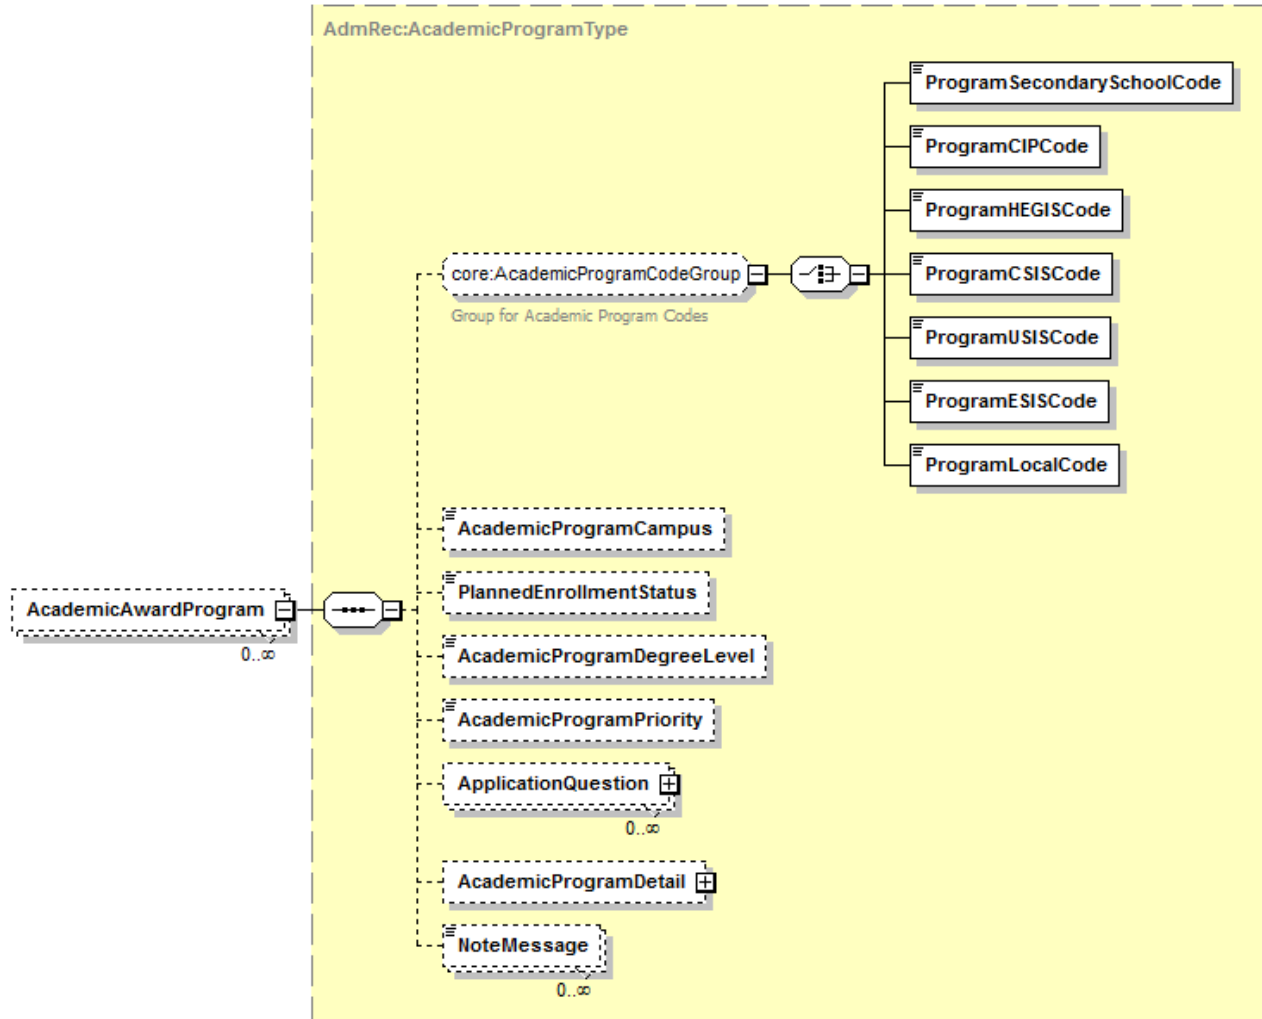 AdmRec:AcademicProgramType
ProgramSecondarySchoolCode
ProgramCIPCode
ProgramHEGISCode
core:AcademicProgramCodeGroup
ProgramCSISCode
Group for Academic Program Codes
ProgramUSISCode
ProgramESISCode
ProgramLocalCode
AcademicProgramCampus
PlannedEnrollmentStatus
AcademicAwardProgram
0..∞
AcademicProgramDegreeLevel
AcademicProgramPriority
ApplicationQuestion
0..∞
AcademicProgramDetail
NoteMessage
0..∞